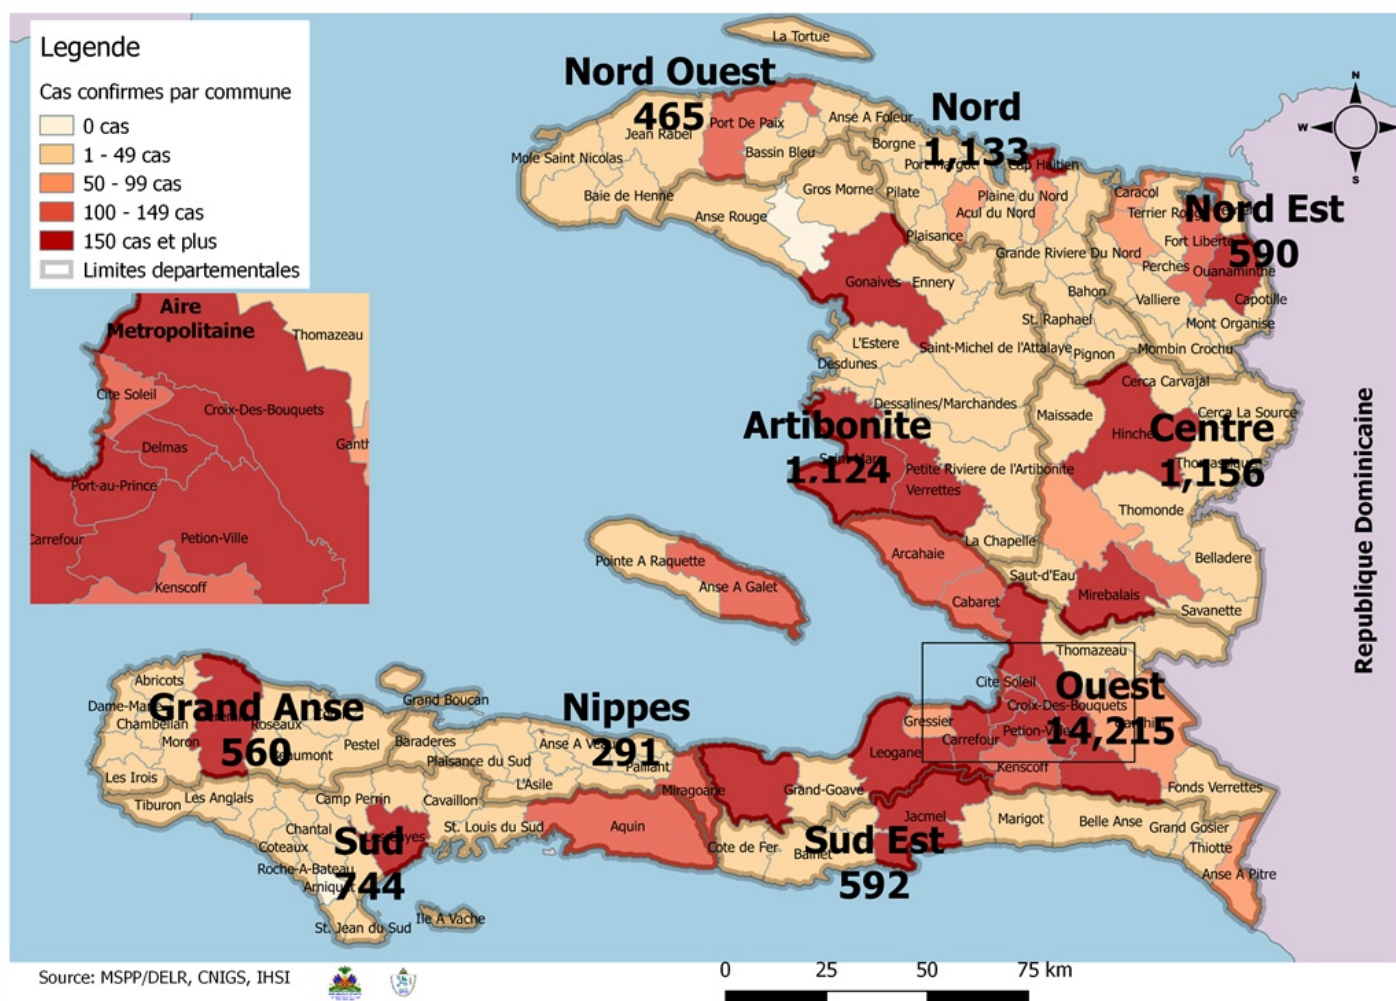 Legende
Cas confirmes par commune
0 cas
1 - 49 cas
50 - 99 cas
100 - 149 cas
150 cas et plus
Limites departementales
Aire
Metropolitaine
Thomazeau
Cite Soleil
Croix-Des-Bouquets
Delmas
Port-au-Prince
Carrefour
Petion-Ville
Kenscoff
La Tortue
Nord Ouest
465
Jean Rabel
Port De Paix
Anse A Foleur
Mole Saint Nicolas
Bassin Bleu
Baie de Henne
Anse Rouge
Gros Morne
Nord
1,133
Borgne
Port Margot
Cap Haitien
Pilate
Plaine du Nord
Acul du Nord
Plaisance
Grande Riviere Du Nord
Bahon
St. Raphael
Pignon
Caracol
Nord Est
590
Fort Liberte
Perches
Ouanaminthe
Valliere
Capotille
Mont Organise
Mombin Crochu
Gonaives
Ennery
L'Estere
Saint-Michel de l'Attalaye
Desdunes
Dessalines/Marchandes
Artibonite
1,124
Petite Riviere de l'Artibonite
Verrettes
La Chapelle
Cerca Carvajal
Maissade
Cerca La Source
Hinche
Centre
1,156
Thomonde
Belladere
Saut-d'Eau
Mirebalais
Savanette
Arcahaie
Cabaret
Pointe A Raquette
Anse A Galet
Thomazeau
Cite Soleil
Ouest
14,215
Croix-Des-Bouquets
Gressier
Petion-Ville
Carrefour
Leogane
Kenscoff
Fonds Verrettes
Grand-Goave
Abricots
Chambellan
Grand Anse
560
Roseaux
Moron
Pestel
Les Irois
Grand Boucan
Nippes
291
Baraderes
Plaisance du Sud
L'Asile
Paillant
Miragoane
Tiburon
Les Anglais
Camp Perrin
Cavaillon
Chantal
St. Louis du Sud
Aquin
Sud
744
Coteaux
Roche-A-Bateau
St. Jean du Sud
Ile A Vache
Cote de Fer
Sud Est
592
Jacmel
Marigot
Belle Anse
Grand Gosier
Thiotte
Anse A Pitre
Republique Dominicaine
N
W
S
Source: MSPP/DELR, CNIGS, IHSI
0 25 50 75 km